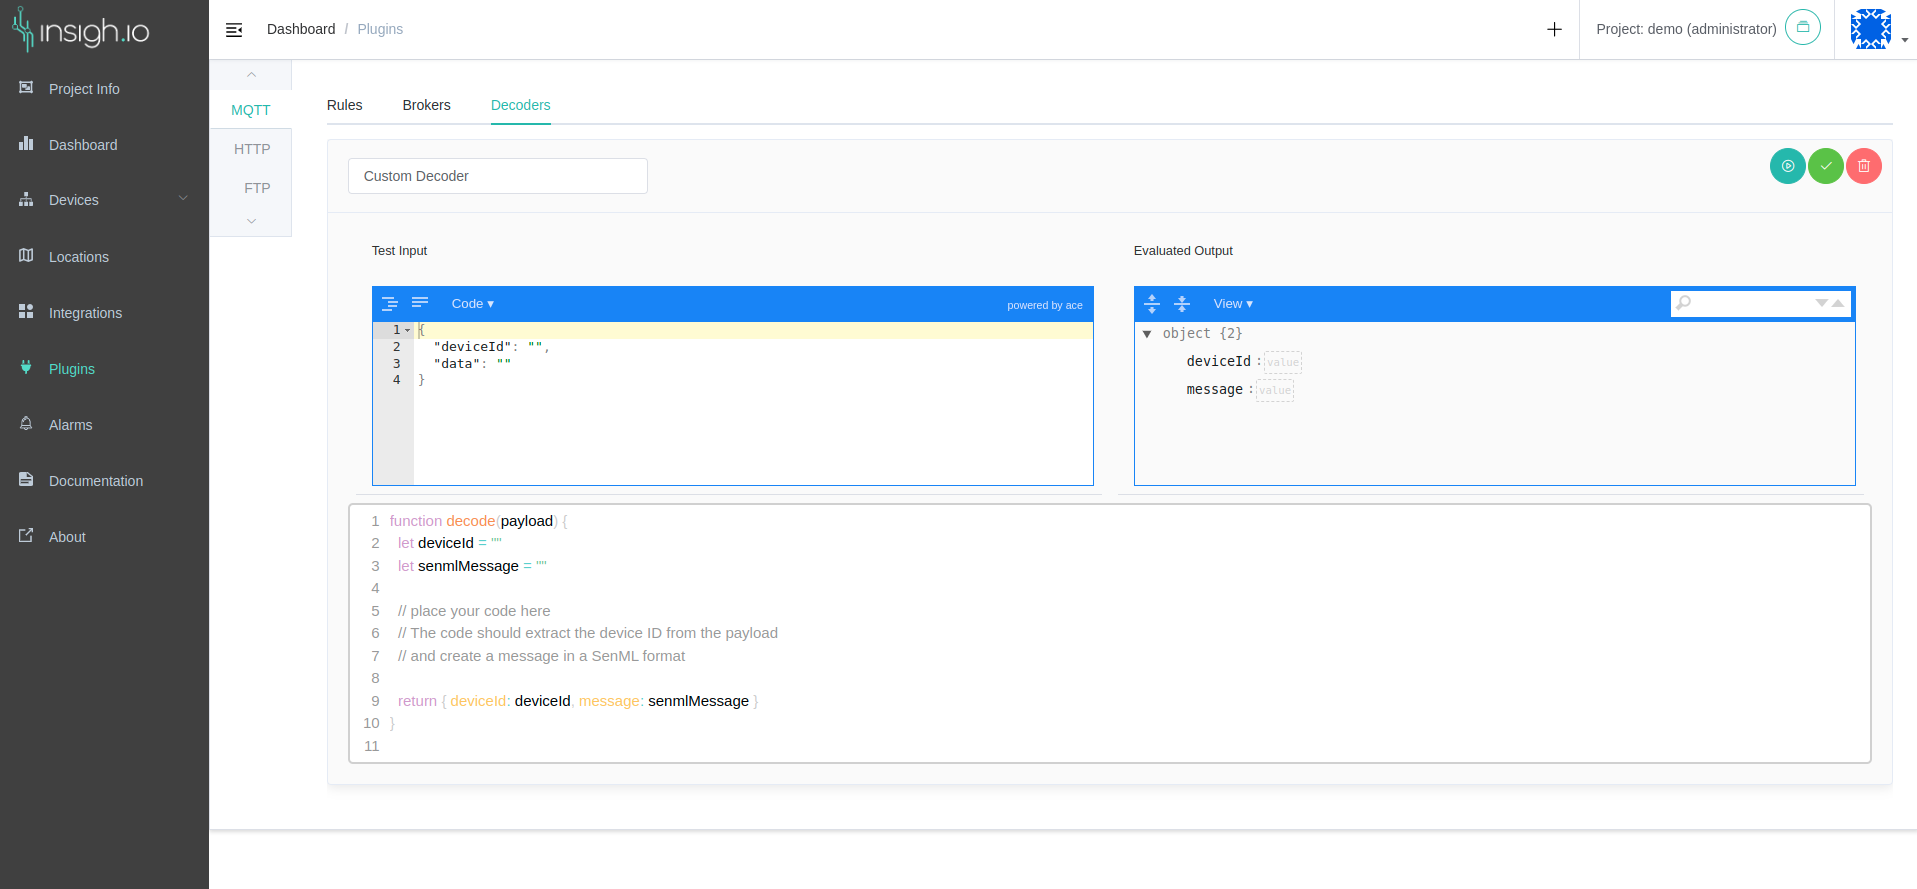 insigh.io
Dashboard / Plugins
Project: demo (administrator)
Project Info
Dashboard
Devices
Locations
Integrations
Plugins
Alarms
Documentation
About
MQTT
HTTP
FTP
Rules Brokers Decoders
Custom Decoder
Test Input
Code ▾ powered by ace
1 {
2 "deviceId": "",
3 "data": ""
4 }
Evaluated Output
View ▾
object {2}
deviceId : value
message : value
1 function decode(payload) {
2 let deviceId = ""
3 let senmlMessage = ""
4
5 // place your code here
6 // The code should extract the device ID from the payload
7 // and create a message in a SenML format
8
9 return { deviceId: deviceId, message: senmlMessage }
10 }
11